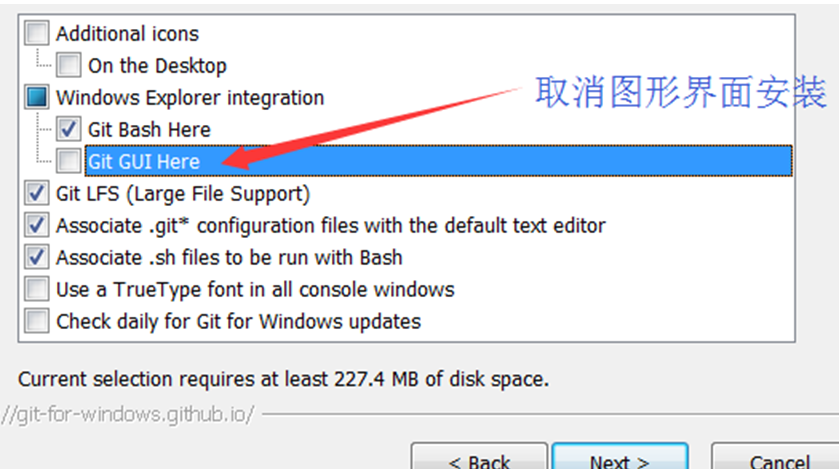 Additional icons
On the Desktop
Windows Explorer integration
取消图形界面安装
Git Bash Here
Git GUI Here
Git LFS (Large File Support)
Associate .git* configuration files with the default text editor
Associate .sh files to be run with Bash
Use a TrueType font in all console windows
Check daily for Git for Windows updates
Current selection requires at least 227.4 MB of disk space.
//git-for-windows.github.io/
< Back Next > Cancel